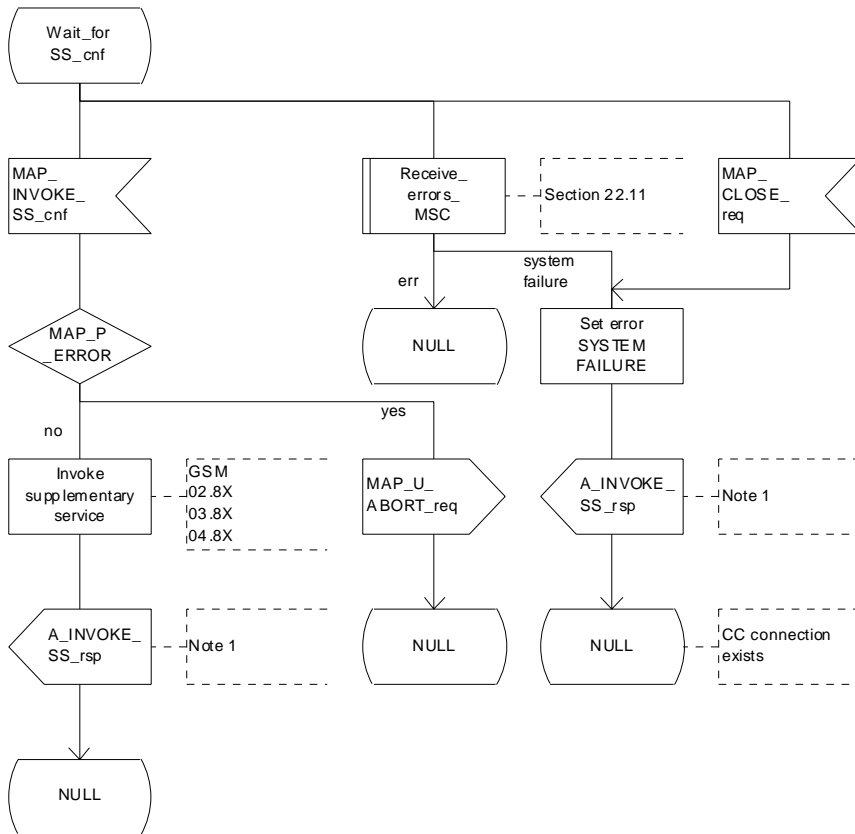 Wait_for
SS_cnf
MAP_
INVOKE_
SS_cnf
Receive_
errors_
MSC
Section 22.11
MAP_
CLOSE_
req
err
system
failure
MAP_P
_ERROR
NULL
Set error
SYSTEM
FAILURE
no
yes
Invoke
supplementary
service
GSM
02.8X
03.8X
04.8X
MAP_U_
ABORT_req
A_INVOKE_
SS_rsp
Note 1
A_INVOKE_
SS_rsp
Note 1
NULL
NULL
CC connection
exists
NULL